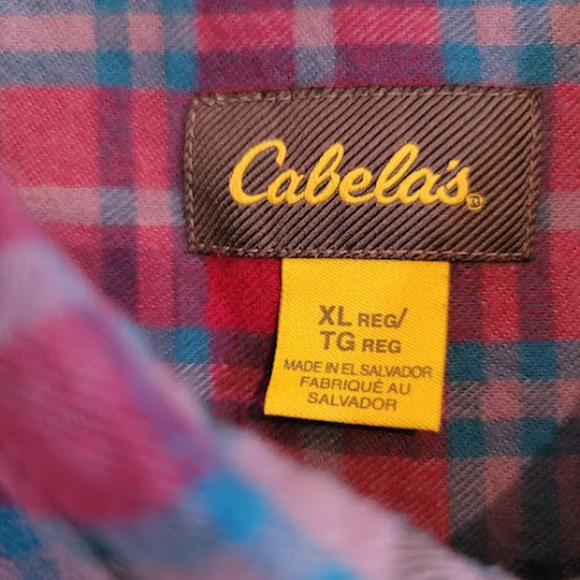 Cabela's®
XL REG/
TG REG
MADE IN EL SALVADOR
FABRIQUÉ AU
SALVADOR